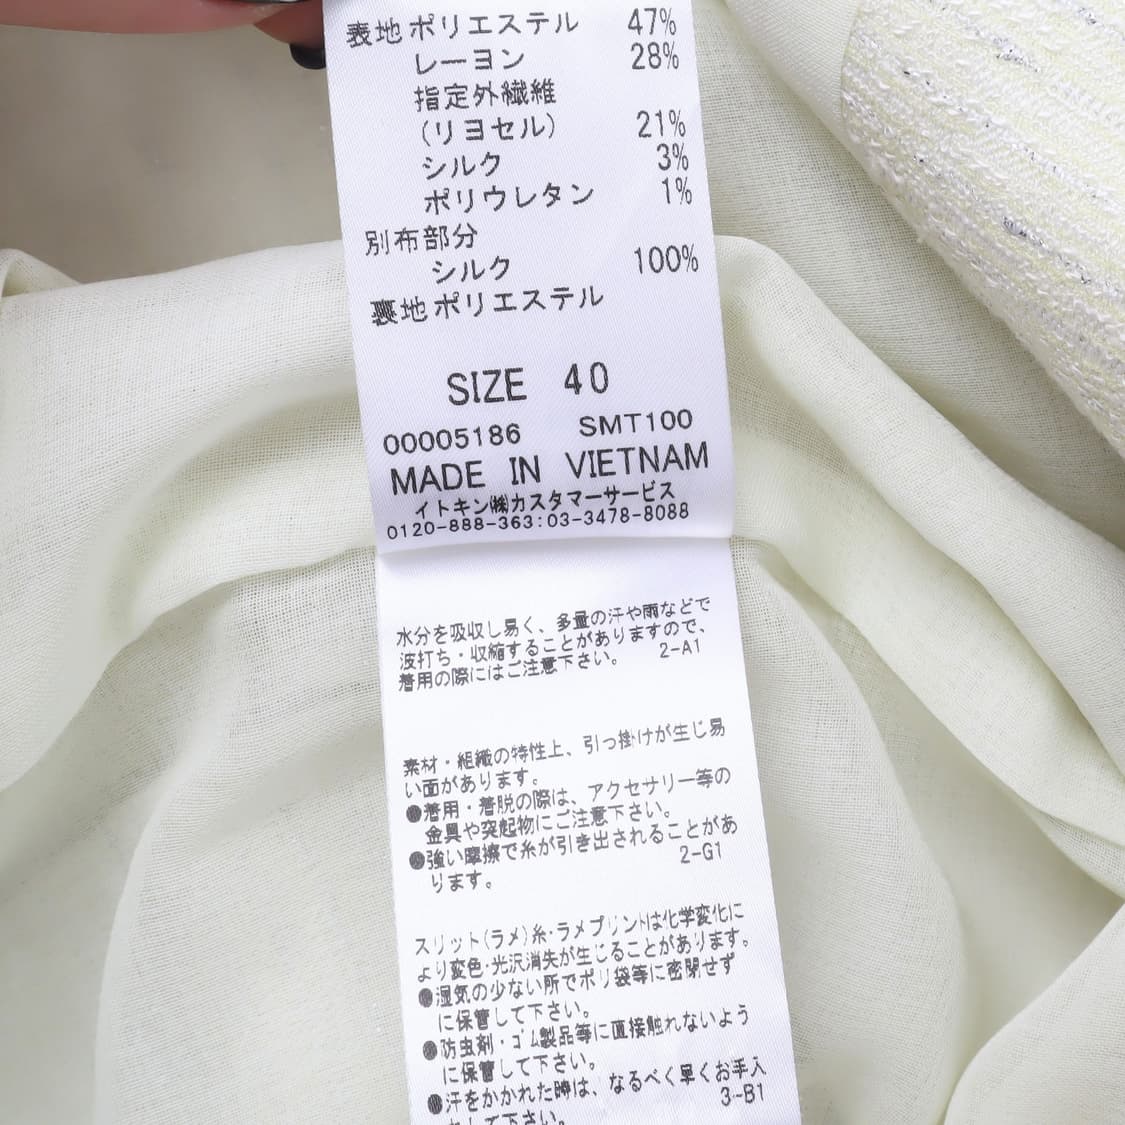 表地 ポリエステル 47%
レーヨン 28%
指定外繊維
(リヨセル) 21%
シルク 3%
ポリウレタン 1%
別布部分
シルク 100%
裏地 ポリエステル
SIZE 40
00005186 SMT100
MADE IN VIETNAM
イトキン㈱カスタマーサービス
0120-888-363:03-3478-8088
水分を吸収し易く、多量の汗や雨などで
波打ち・収縮することがありますので、
着用の際にはご注意下さい。 2-A1
素材・組織の特性上、引っ掛けが生じ易
い面があります。
●着用・着脱の際は、アクセサリー等の
金具や突起物にご注意下さい。
●強い摩擦で糸が引き出されることがあ
ります。 2-G1
スリット(ラメ)糸・ラメプリントは化学変化に
より変色・光沢消失が生じることがあります。
●湿気の少ない所でポリ袋等に密閉せず
に保管して下さい。
●防虫剤・ゴム製品等に直接触れないよう
に保管して下さい。
●汗をかかれた時は、なるべく早くお手入
れして下さい。 3-B1